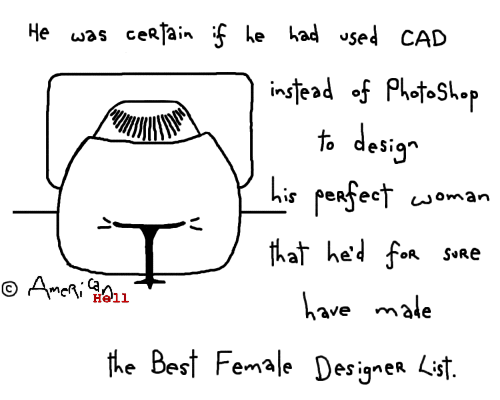 He was certain if he had used CAD
instead of PhotoShop
to design
his perfect woman
that he'd for sure
have made
© American Hell
the Best Female Designer List.